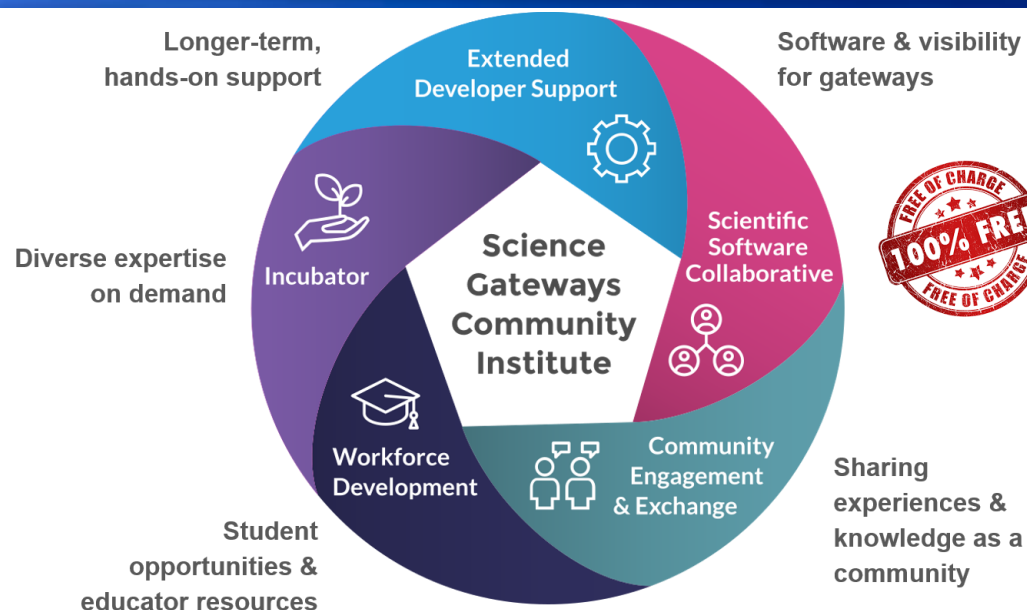 Longer-term,
hands-on support
Extended
Developer Support
Software & visibility
for gateways
FREE OF CHARGE
100% FRE
FREE OF CHARGE
Scientific
Software
Collaborative
Diverse expertise
on demand
Incubator
Science
Gateways
Community
Institute
Workforce
Development
Community
Engagement
& Exchange
Student
opportunities &
educator resources
Sharing
experiences &
knowledge as a
community